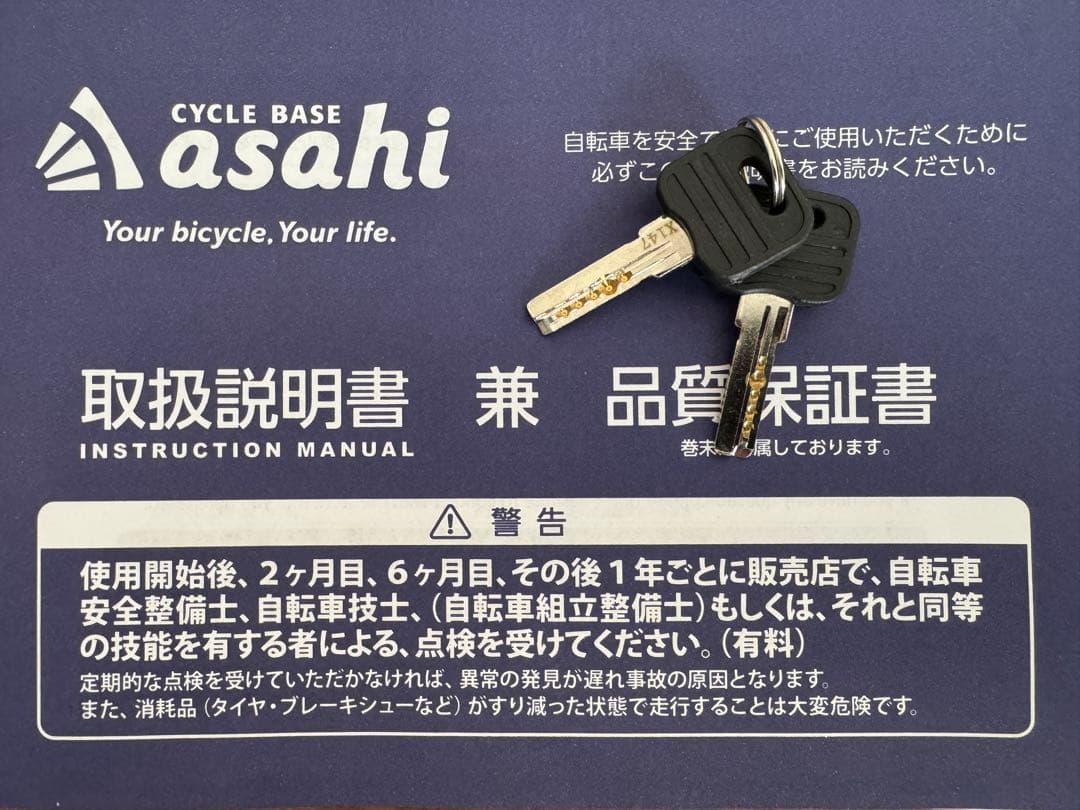 CYCLE BASE
asahi
Your bicycle, Your life.
自転車を安全で にご使用いただくために
必ずこの 書をお読みください。
X147
取扱説明書 兼 品質保証書
INSTRUCTION MANUAL
巻末 属しております。
警告
使用開始後、2ヶ月目、6ヶ月目、その後1年ごとに販売店で、自転車
安全整備士、自転車技士、(自転車組立整備士)もしくは、それと同等
の技能を有する者による、点検を受けてください。(有料)
定期的な点検を受けていただかなければ、異常の発見が遅れ事故の原因となります。
また、消耗品(タイヤ・ブレーキシューなど)がすり減った状態で走行することは大変危険です。